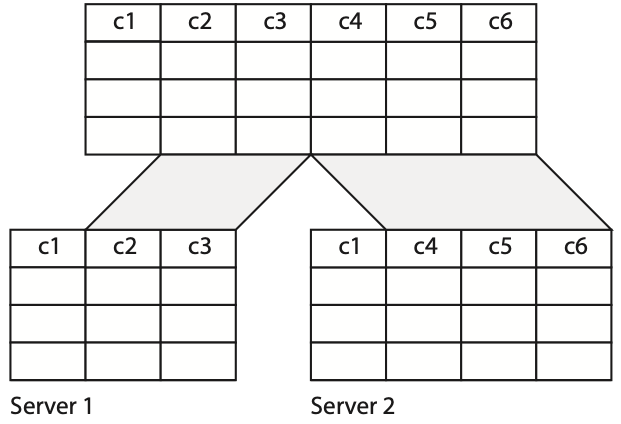 c1 c2 c3 c4 c5 c6
c1 c2 c3
c1 c4 c5 c6
Server 1
Server 2